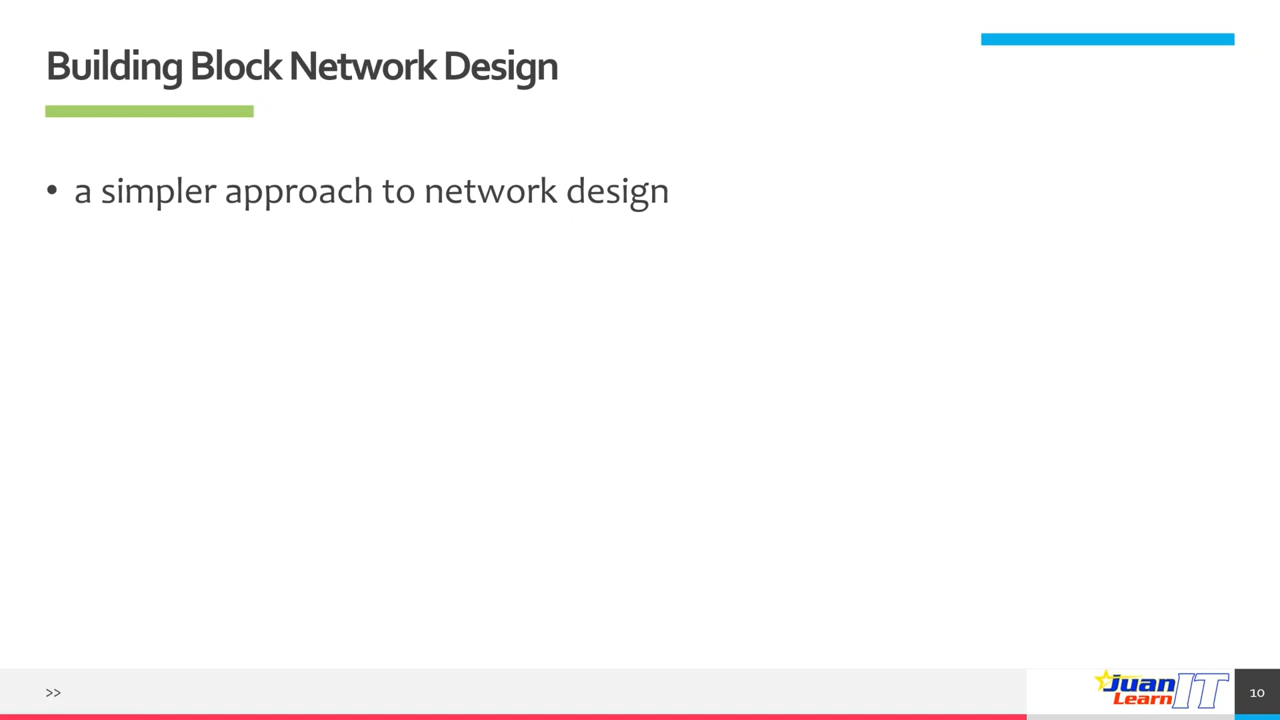 Building Block Network Design
• a simpler approach to network design
>>
Juan IT
Learn
10